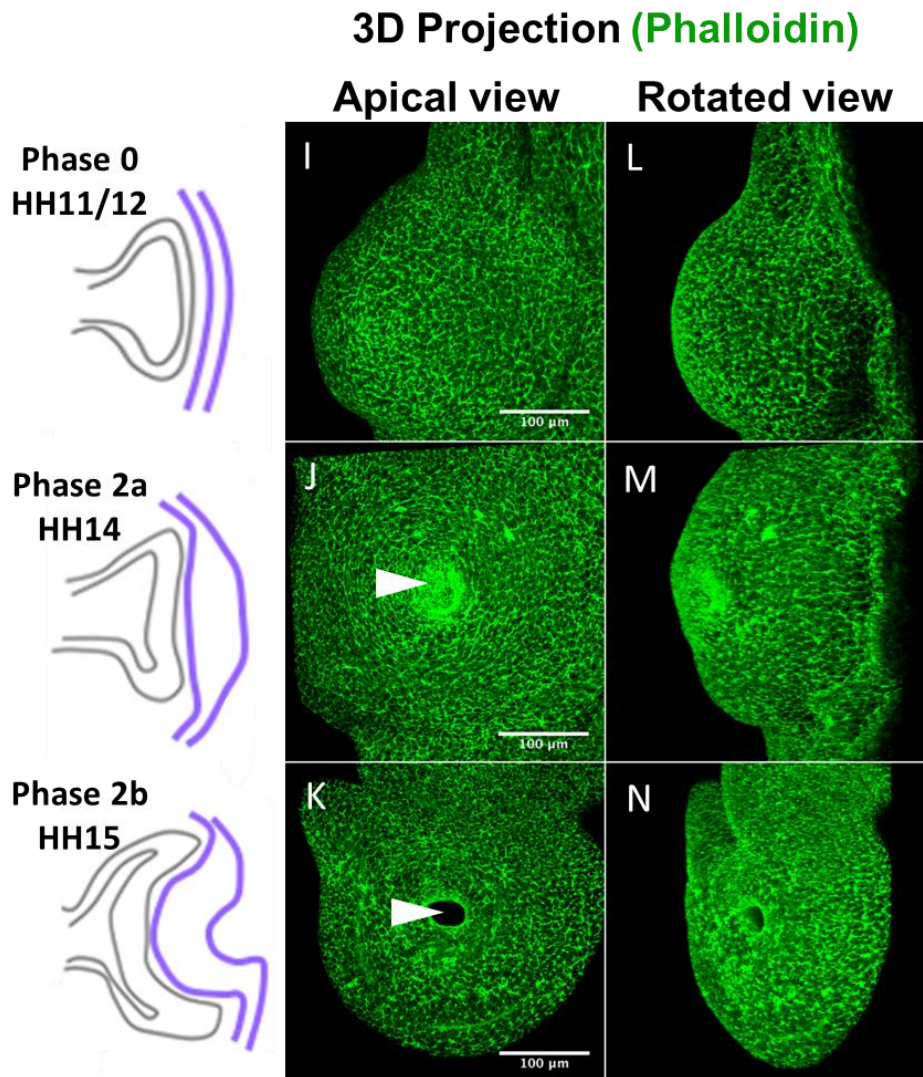 3D Projection (Phalloidin)
Apical view
Rotated view
Phase 0
HH11/12
I
L
100 µm
Phase 2a
HH14
J
M
100 µm
Phase 2b
HH15
K
N
100 µm